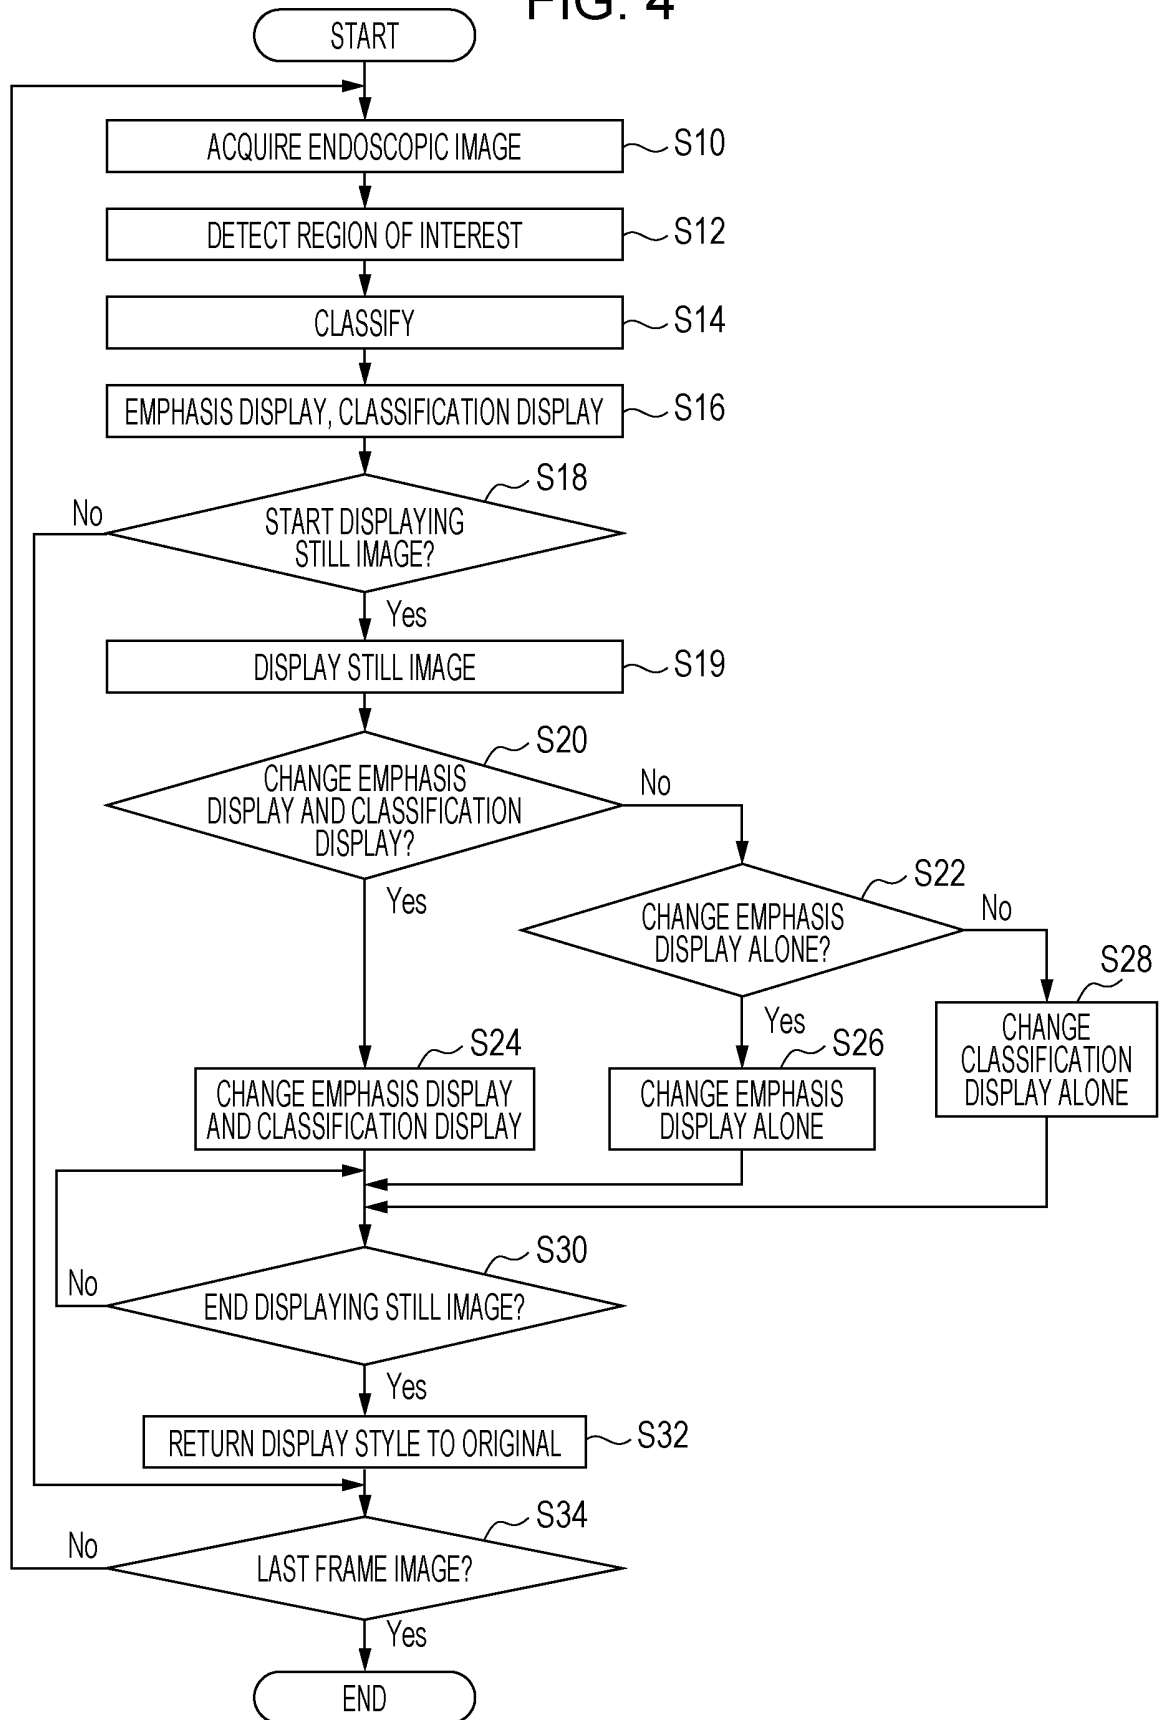 FIG. 4
START
ACQUIRE ENDOSCOPIC IMAGE
S10
DETECT REGION OF INTEREST
S12
CLASSIFY
S14
EMPHASIS DISPLAY, CLASSIFICATION DISPLAY
S16
S18
No
START DISPLAYING
STILL IMAGE?
Yes
DISPLAY STILL IMAGE
S19
S20
CHANGE EMPHASIS
DISPLAY AND CLASSIFICATION
DISPLAY?
No
Yes
S22
CHANGE EMPHASIS
DISPLAY ALONE?
No
Yes
S28
CHANGE
CLASSIFICATION
DISPLAY ALONE
S24
CHANGE EMPHASIS DISPLAY
AND CLASSIFICATION DISPLAY
S26
CHANGE EMPHASIS
DISPLAY ALONE
S30
No
END DISPLAYING STILL IMAGE?
Yes
RETURN DISPLAY STYLE TO ORIGINAL
S32
S34
No
LAST FRAME IMAGE?
Yes
END